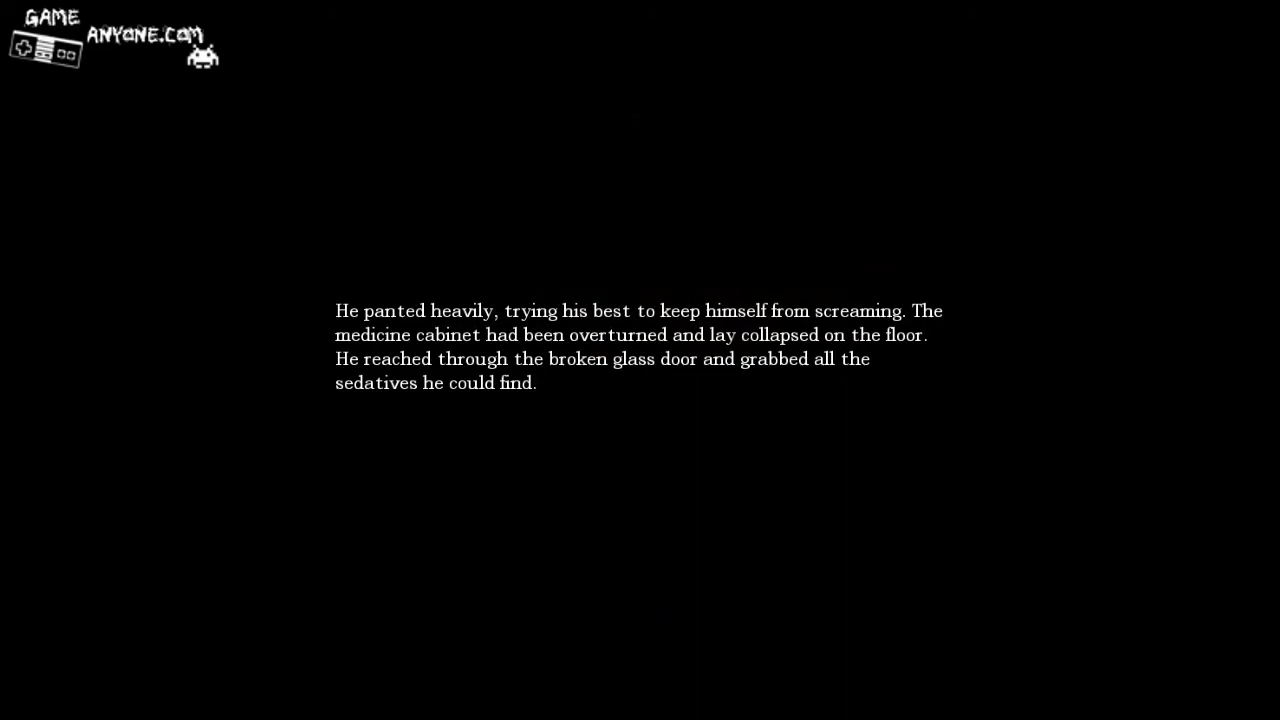 GAME
ANYONE.COM
He panted heavily, trying his best to keep himself from screaming. The
medicine cabinet had been overturned and lay collapsed on the floor.
He reached through the broken glass door and grabbed all the
sedatives he could find.